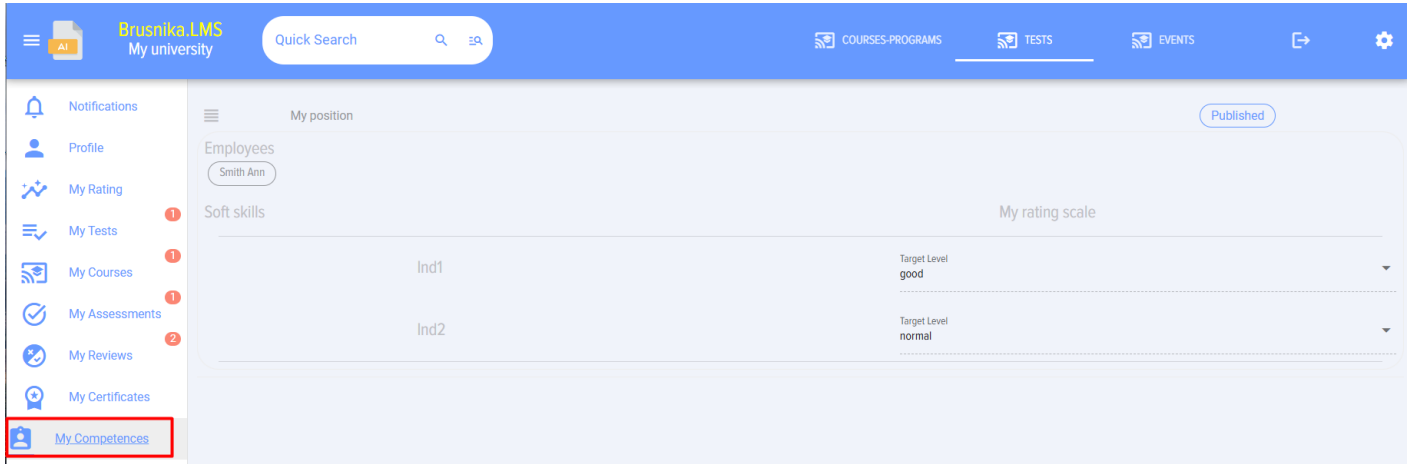 Brusnika.LMS
My university
AI
Quick Search
COURSES-PROGRAMS
TESTS
EVENTS
Notifications
Profile
My Rating
1
My Tests
1
My Courses
1
My Assessments
2
My Reviews
My Certificates
My Competences
My position
Published
Employees
Smith Ann
Soft skills
My rating scale
Ind1
Target Level
good
Ind2
Target Level
normal